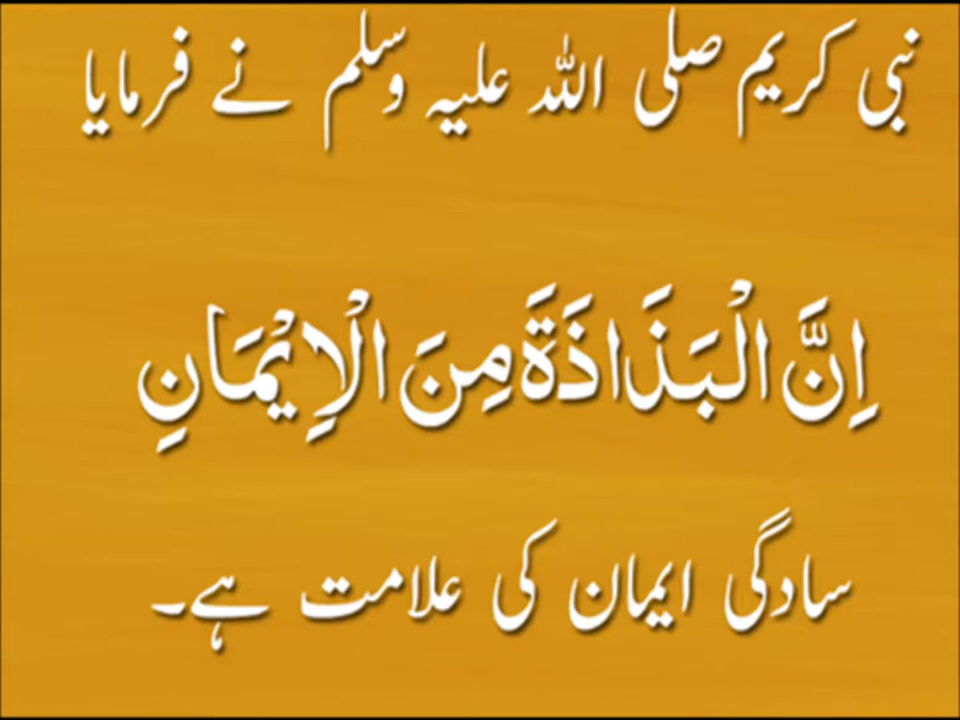 نبی کریم صلی اللہ علیہ وسلم نے فرمایا
اِنَّ الْبَذَاذَةَ مِنَ الْاِیْمَانِ
سادگی ایمان کی علامت ہے۔